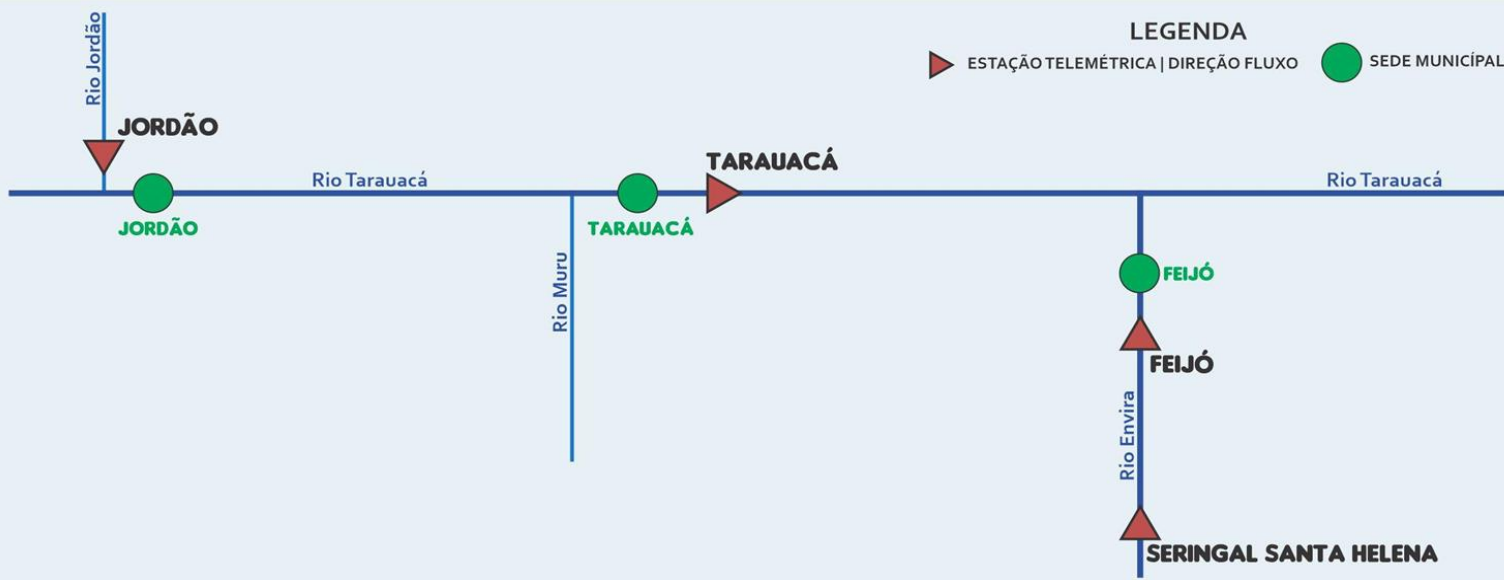 LEGENDA
ESTAÇÃO TELEMÉTRICA | DIREÇÃO FLUXO
SEDE MUNICÍPAL
Rio Jordão
JORDÃO
JORDÃO
Rio Tarauacá
TARAUACÁ
TARAUACÁ
Rio Tarauacá
Rio Muru
FEIJÓ
FEIJÓ
Rio Envira
SERINGAL SANTA HELENA